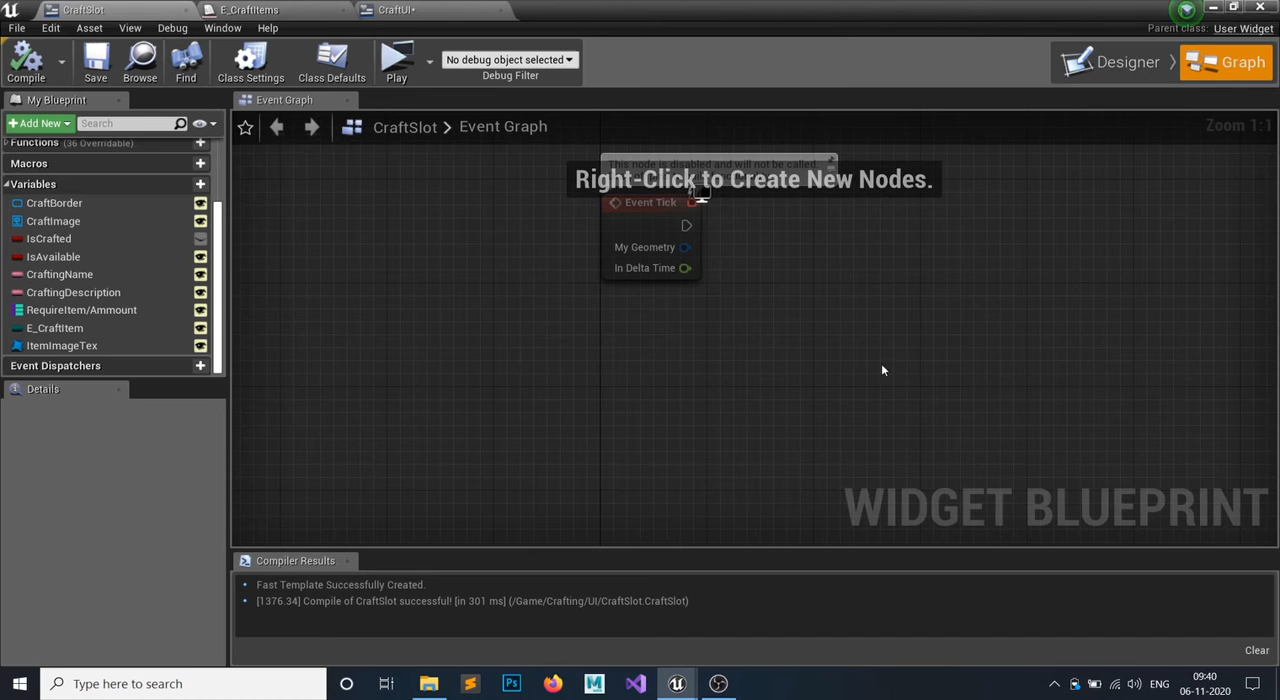 CraftSlot
E_CraftItems
CraftUI*
File Edit Asset View Debug Window Help
Parent class: User Widget
Compile
Save
Browse
Find
Class Settings
Class Defaults
Play
No debug object selected
Debug Filter
Designer
Graph
My Blueprint
Event Graph
+Add New
Search
CraftSlot > Event Graph
Zoom 1:1
Functions (36 Overridable)
Macros
Variables
CraftBorder
CraftImage
IsCrafted
IsAvailable
CraftingName
CraftingDescription
RequireItem/Ammount
E_CraftItem
ItemImageTex
Event Dispatchers
Details
This node is disabled and will not be called
Right-Click to Create New Nodes.
Event Tick
My Geometry
In Delta Time
WIDGET BLUEPRINT
Compiler Results
• Fast Template Successfully Created.
• [1376.34] Compile of CraftSlot successful! [in 301 ms] (/Game/Crafting/UI/CraftSlot.CraftSlot)
Clear
Type here to search
ENG
09:40
06-11-2020